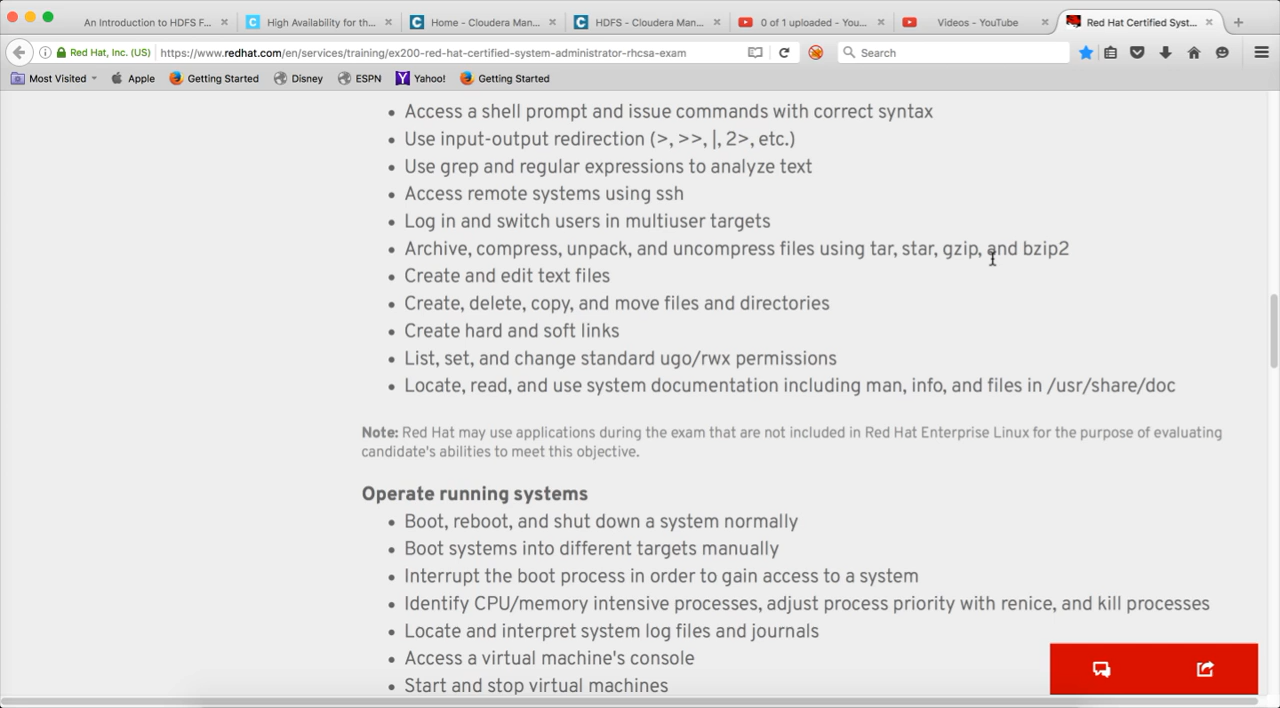 An Introduction to HDFS F...
High Availability for th...
Home - Cloudera Man...
HDFS - Cloudera Man...
0 of 1 uploaded - You...
Videos - YouTube
Red Hat Certified Syst...
Red Hat, Inc. (US)
https://www.redhat.com/en/services/training/ex200-red-hat-certified-system-administrator-rhcsa-exam
Search
Most Visited
Apple
Getting Started
Disney
ESPN
Yahoo!
Getting Started
• Access a shell prompt and issue commands with correct syntax
• Use input-output redirection (>, >>, |, 2>, etc.)
• Use grep and regular expressions to analyze text
• Access remote systems using ssh
• Log in and switch users in multiuser targets
• Archive, compress, unpack, and uncompress files using tar, star, gzip, and bzip2
• Create and edit text files
• Create, delete, copy, and move files and directories
• Create hard and soft links
• List, set, and change standard ugo/rwx permissions
• Locate, read, and use system documentation including man, info, and files in /usr/share/doc
Note: Red Hat may use applications during the exam that are not included in Red Hat Enterprise Linux for the purpose of evaluating
candidate's abilities to meet this objective.
Operate running systems
• Boot, reboot, and shut down a system normally
• Boot systems into different targets manually
• Interrupt the boot process in order to gain access to a system
• Identify CPU/memory intensive processes, adjust process priority with renice, and kill processes
• Locate and interpret system log files and journals
• Access a virtual machine's console
• Start and stop virtual machines